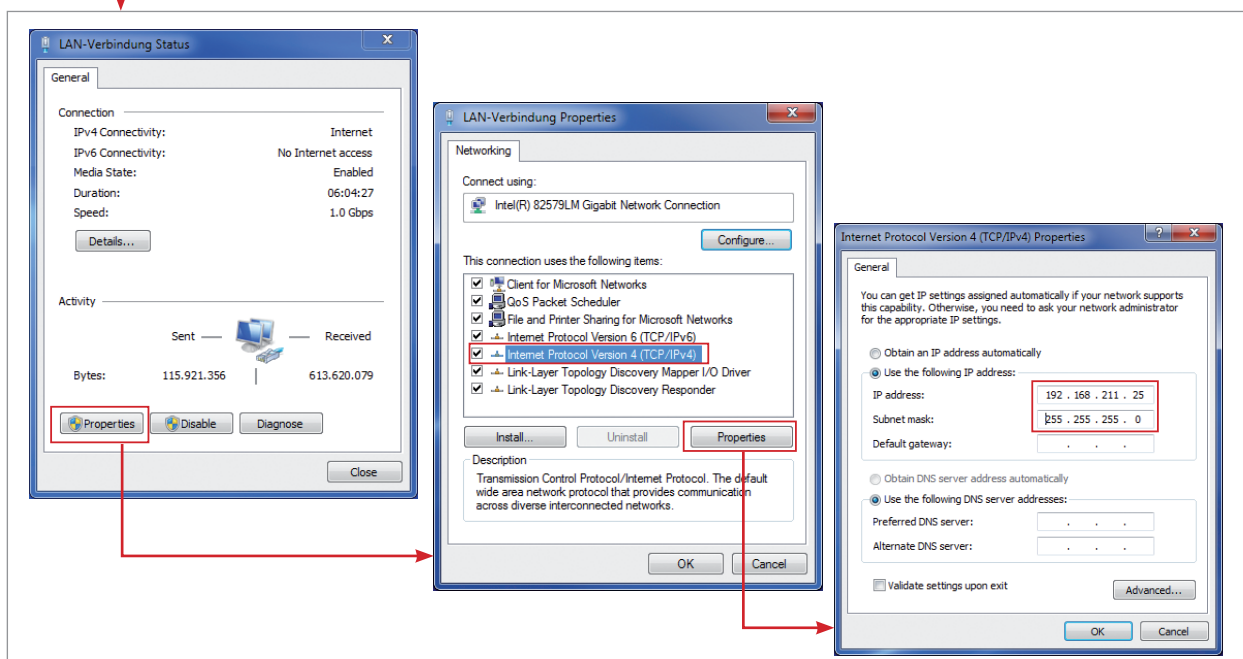 LAN-Verbindung Status
X
General
Connection
IPv4 Connectivity: Internet
IPv6 Connectivity: No Internet access
Media State: Enabled
Duration: 06:04:27
Speed: 1.0 Gbps
Details...
Activity
Sent Received
Bytes: 115.921.356 613.620.079
Properties Disable Diagnose
Close
LAN-Verbindung Properties
X
Networking
Connect using:
Intel(R) 82579LM Gigabit Network Connection
Configure...
This connection uses the following items:
Client for Microsoft Networks
QoS Packet Scheduler
File and Printer Sharing for Microsoft Networks
Internet Protocol Version 6 (TCP/IPv6)
Internet Protocol Version 4 (TCP/IPv4)
Link-Layer Topology Discovery Mapper I/O Driver
Link-Layer Topology Discovery Responder
Install... Uninstall Properties
Description
Transmission Control Protocol/Internet Protocol. The default
wide area network protocol that provides communication
across diverse interconnected networks.
OK Cancel
Internet Protocol Version 4 (TCP/IPv4) Properties
? X
General
You can get IP settings assigned automatically if your network supports
this capability. Otherwise, you need to ask your network administrator
for the appropriate IP settings.
Obtain an IP address automatically
Use the following IP address:
IP address: 192 . 168 . 211 . 25
Subnet mask: 255 . 255 . 255 . 0
Default gateway: . . .
Obtain DNS server address automatically
Use the following DNS server addresses:
Preferred DNS server: . . .
Alternate DNS server: . . .
Validate settings upon exit
Advanced...
OK Cancel